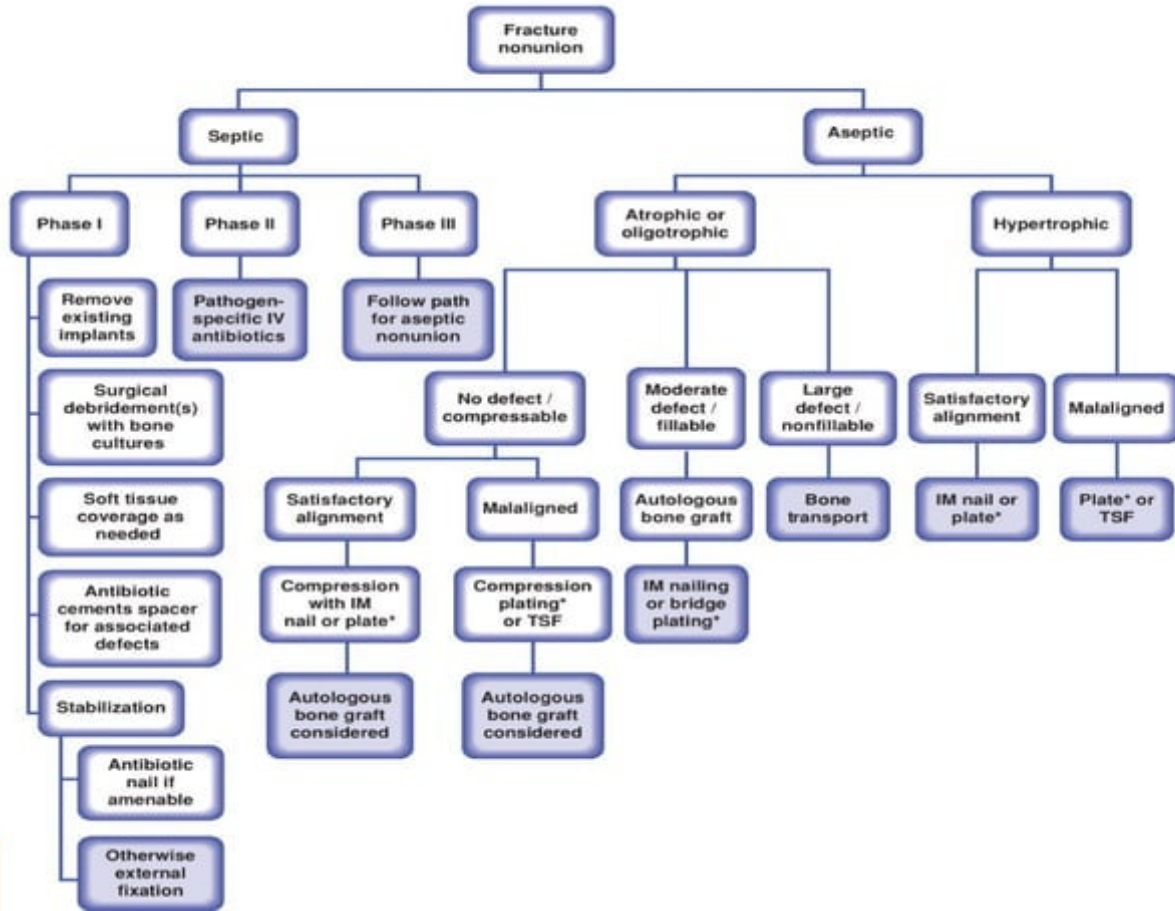 Fracture
nonunion
Septic
Aseptic
Phase I
Phase II
Phase III
Atrophic or
oligotrophic
Hypertrophic
Remove
existing
implants
Pathogen-
specific IV
antibiotics
Follow path
for aseptic
nonunion
Surgical
debridement(s)
with bone
cultures
Soft tissue
coverage as
needed
Antibiotic
cements spacer
for associated
defects
Stabilization
Antibiotic
nail if
amenable
Otherwise
external
fixation
No defect /
compressable
Moderate
defect /
fillable
Large
defect /
nonfillable
Satisfactory
alignment
Malaligned
Satisfactory
alignment
Malaligned
Autologous
bone graft
Bone
transport
IM nail or
plate*
Plate* or
TSF
Compression
with IM
nail or plate*
Compression
plating*
or TSF
IM nailing
or bridge
plating*
Autologous
bone graft
considered
Autologous
bone graft
considered